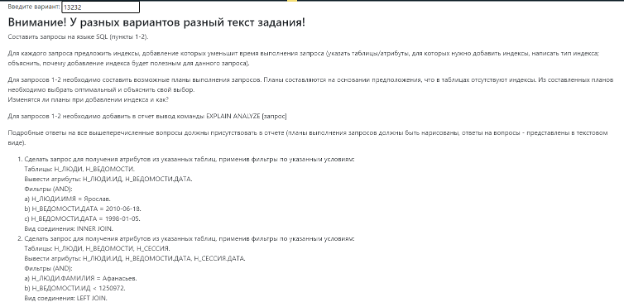 Введите вариант: 13232
Внимание! У разных вариантов разный текст задания!
Составить запросы на языке SQL (пункты 1-2).
Для каждого запроса предложить индексы, добавление которых уменьшит время выполнения запроса (указать таблицы/атрибуты, для которых нужно добавить индексы, написать тип индекса;
объяснить, почему добавление индекса будет полезным для данного запроса).
Для запросов 1-2 необходимо составить возможные планы выполнения запросов. Планы составляются на основании предположения, что в таблицах отсутствуют индексы. Из составленных планов
необходимо выбрать оптимальный и объяснить свой выбор.
Изменятся ли планы при добавлении индекса и как?
Для запросов 1-2 необходимо добавить в отчет вывод команды EXPLAIN ANALYZE [запрос]
Подробные ответы на все вышеперечисленные вопросы должны присутствовать в отчете (планы выполнения запросов должны быть нарисованы, ответы на вопросы - представлены в текстовом
виде).
1. Сделать запрос для получения атрибутов из указанных таблиц, применив фильтры по указанным условиям:
Таблицы: Н_ЛЮДИ, Н_ВЕДОМОСТИ.
Вывести атрибуты: Н_ЛЮДИ.ИД, Н_ВЕДОМОСТИ.ДАТА.
Фильтры (AND):
a) Н_ЛЮДИ.ИМЯ = Ярослав.
b) Н_ВЕДОМОСТИ.ДАТА = 2010-06-18.
c) Н_ВЕДОМОСТИ.ДАТА = 1998-01-05.
Вид соединения: INNER JOIN.
2. Сделать запрос для получения атрибутов из указанных таблиц, применив фильтры по указанным условиям:
Таблицы: Н_ЛЮДИ, Н_ВЕДОМОСТИ, Н_СЕССИЯ.
Вывести атрибуты: Н_ЛЮДИ.ИД, Н_ВЕДОМОСТИ.ДАТА, Н_СЕССИЯ.ДАТА.
Фильтры (AND):
a) Н_ЛЮДИ.ФАМИЛИЯ = Афанасьев.
b) Н_ВЕДОМОСТИ.ИД < 1250972.
Вид соединения: LEFT JOIN.